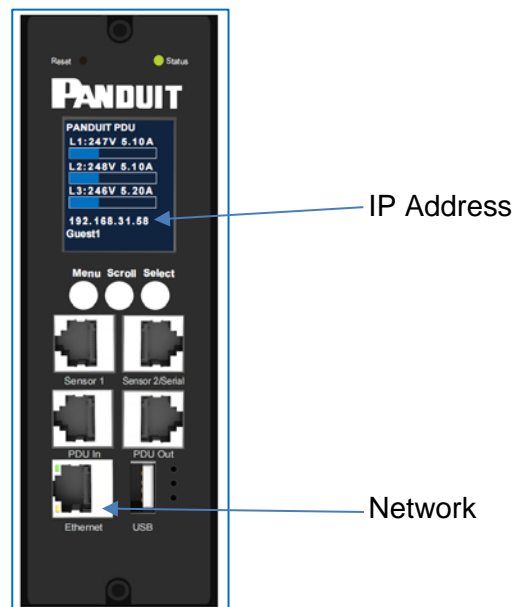 Reset
Status
PANDUIT
PANDUIT PDU
L1:247V 5.10A
L2:248V 5.10A
L3:246V 5.20A
192.168.31.58
Guest1
IP Address
Menu Scroll Select
Sensor 1
Sensor 2/Serial
PDU In
PDU Out
Network
Ethernet
USB